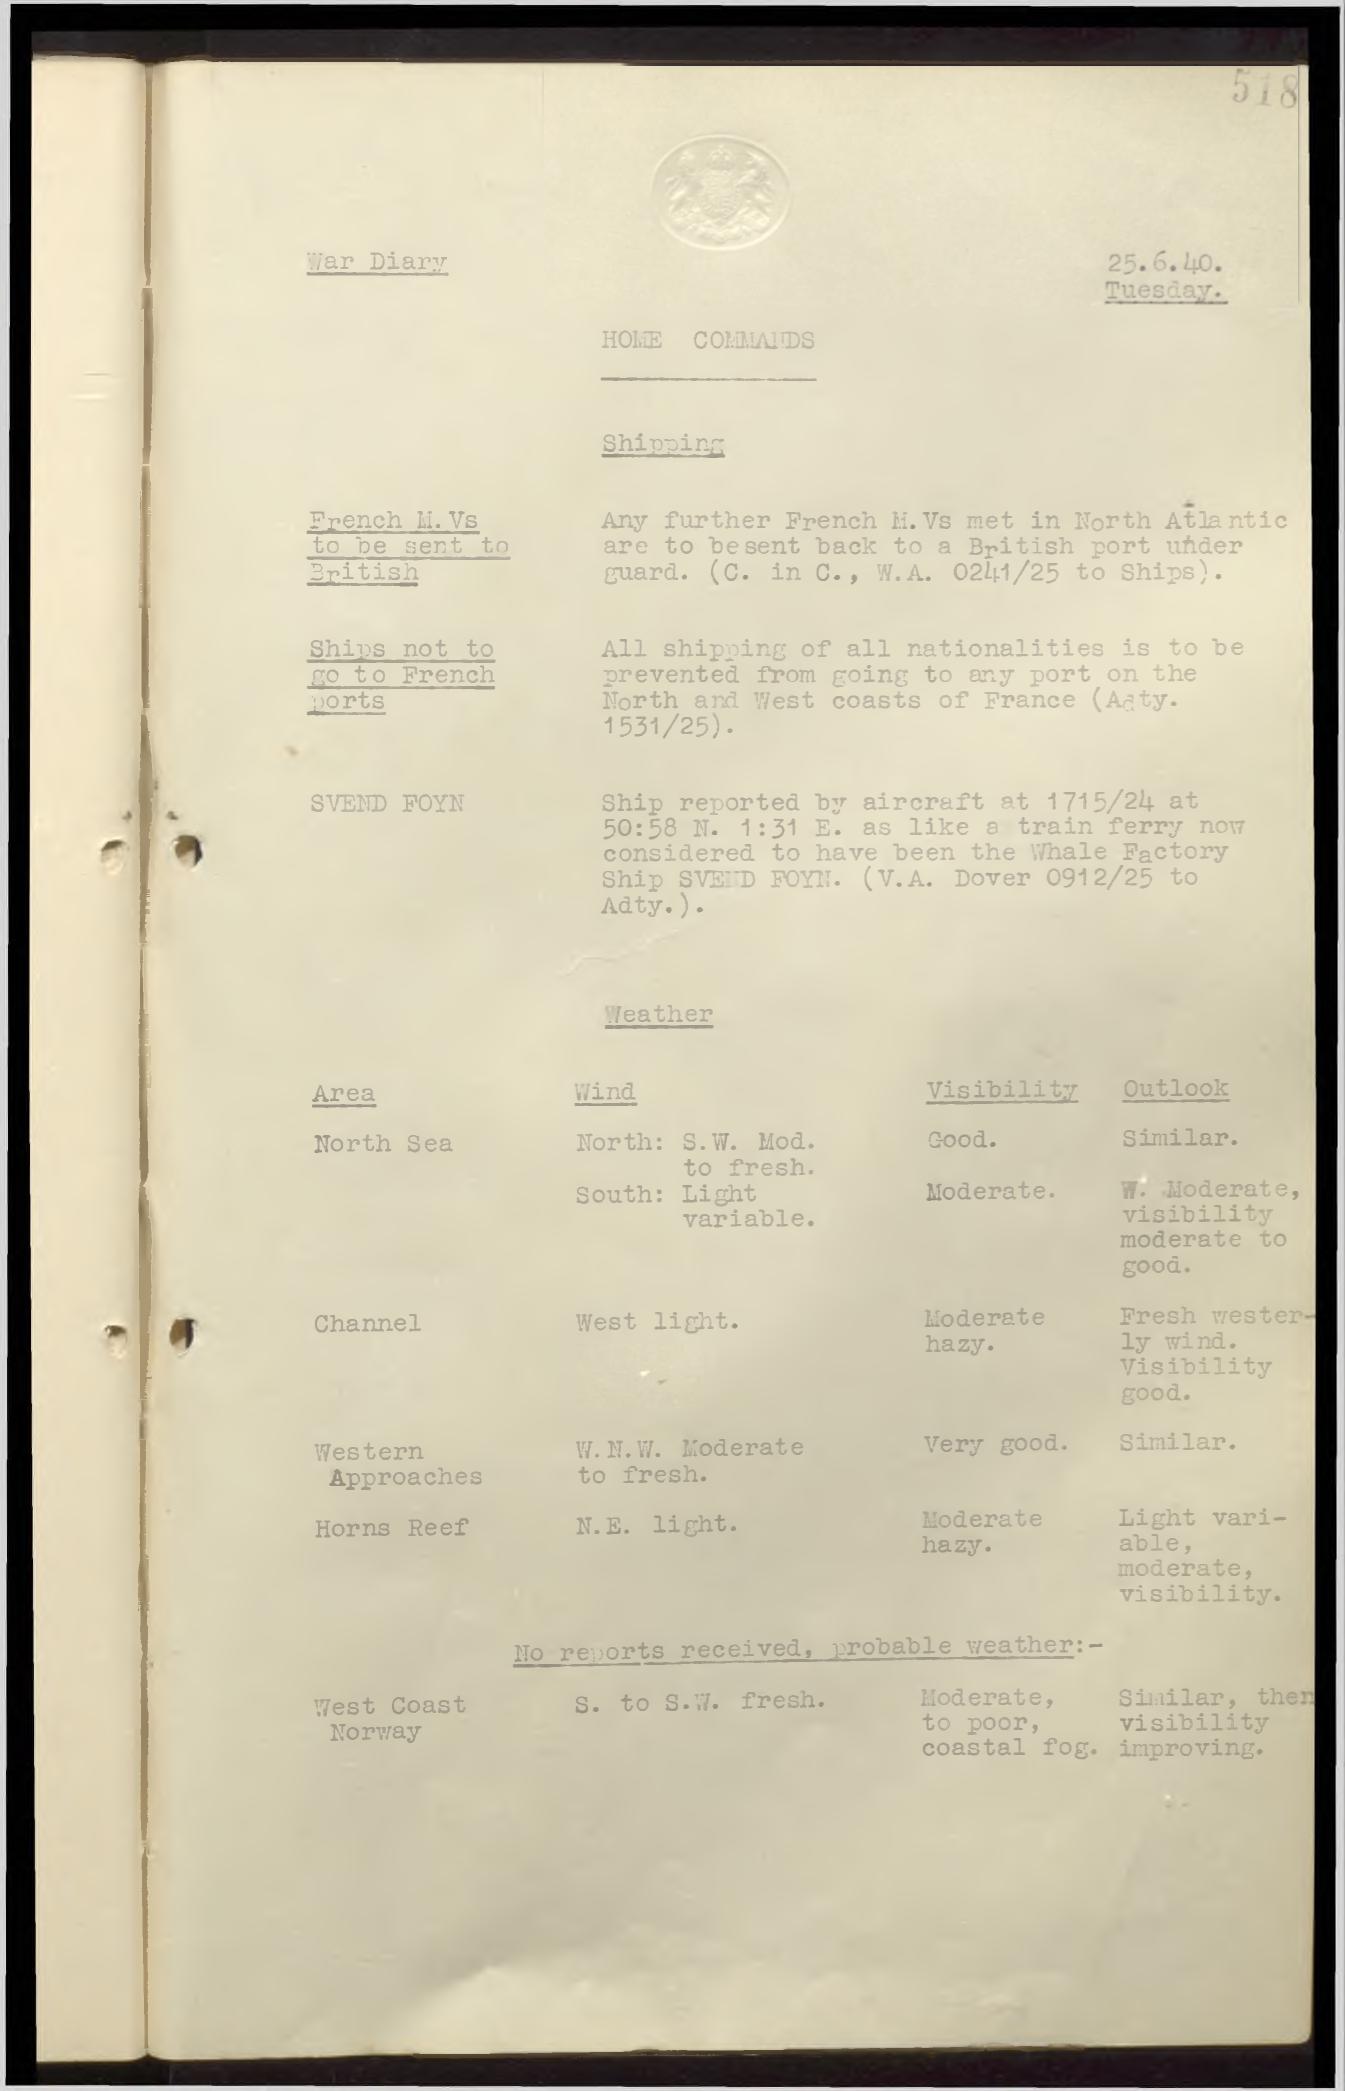 518
War Diary
25.6.40.
Tuesday.
HOME COMMANDS
Shipping
French M.Vs
to be sent to
British
Any further French M.Vs met in North Atlantic
are to besent back to a British port under
guard. (C. in C., W.A. 0241/25 to Ships).
Ships not to
go to French
ports
All shipping of all nationalities is to be
prevented from going to any port on the
North and West coasts of France (Adty.
1531/25).
SVEND FOYN
Ship reported by aircraft at 1715/24 at
50:58 N. 1:31 E. as like a train ferry now
considered to have been the Whale Factory
Ship SVEND FOYN. (V.A. Dover 0912/25 to
Adty.).
Weather
Area Wind Visibility Outlook
North Sea North: S.W. Mod. Good. Similar.
to fresh.
South: Light Moderate. W. Moderate,
variable. visibility
moderate to
good.
Channel West light. Moderate Fresh wester-
hazy. ly wind.
Visibility
good.
Western W.N.W. Moderate Very good. Similar.
Approaches to fresh.
Horns Reef N.E. light. Moderate Light vari-
hazy. able,
moderate,
visibility.
No reports received, probable weather:-
West Coast S. to S.W. fresh. Moderate, Similar, then
Norway to poor, visibility
coastal fog. improving.